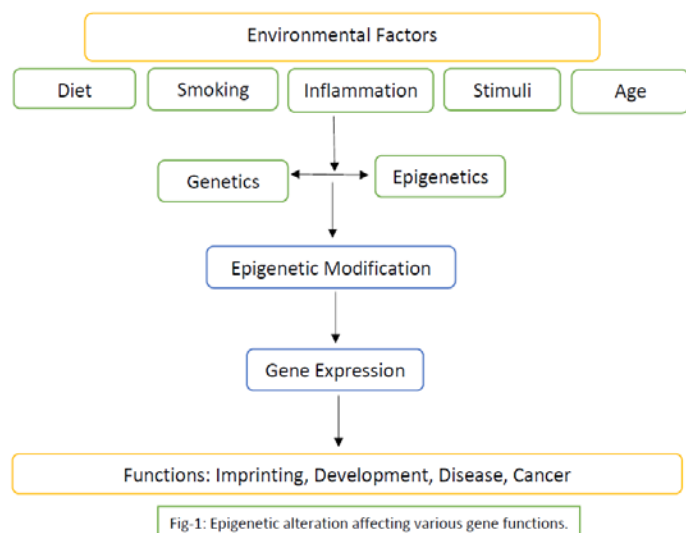 Environmental Factors
Diet
Smoking
Inflammation
Stimuli
Age
Genetics
Epigenetics
Epigenetic Modification
Gene Expression
Functions: Imprinting, Development, Disease, Cancer
Fig-1: Epigenetic alteration affecting various gene functions.